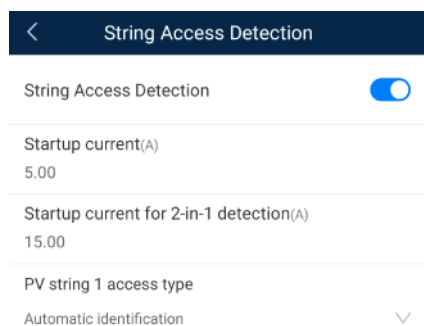 String Access Detection
String Access Detection
Startup current(A)
5.00
Startup current for 2-in-1 detection(A)
15.00
PV string 1 access type
Automatic identification